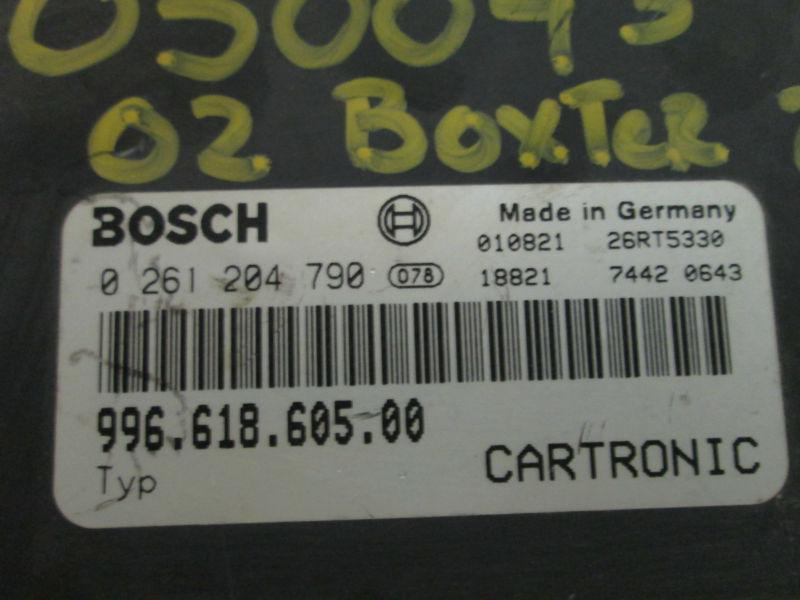 050093
02 BOXTER
BOSCH
Made in Germany
010821 26RT5330
0 261 204 790 078 18821 7442 0643
996.618.605.00
Typ
CARTRONIC